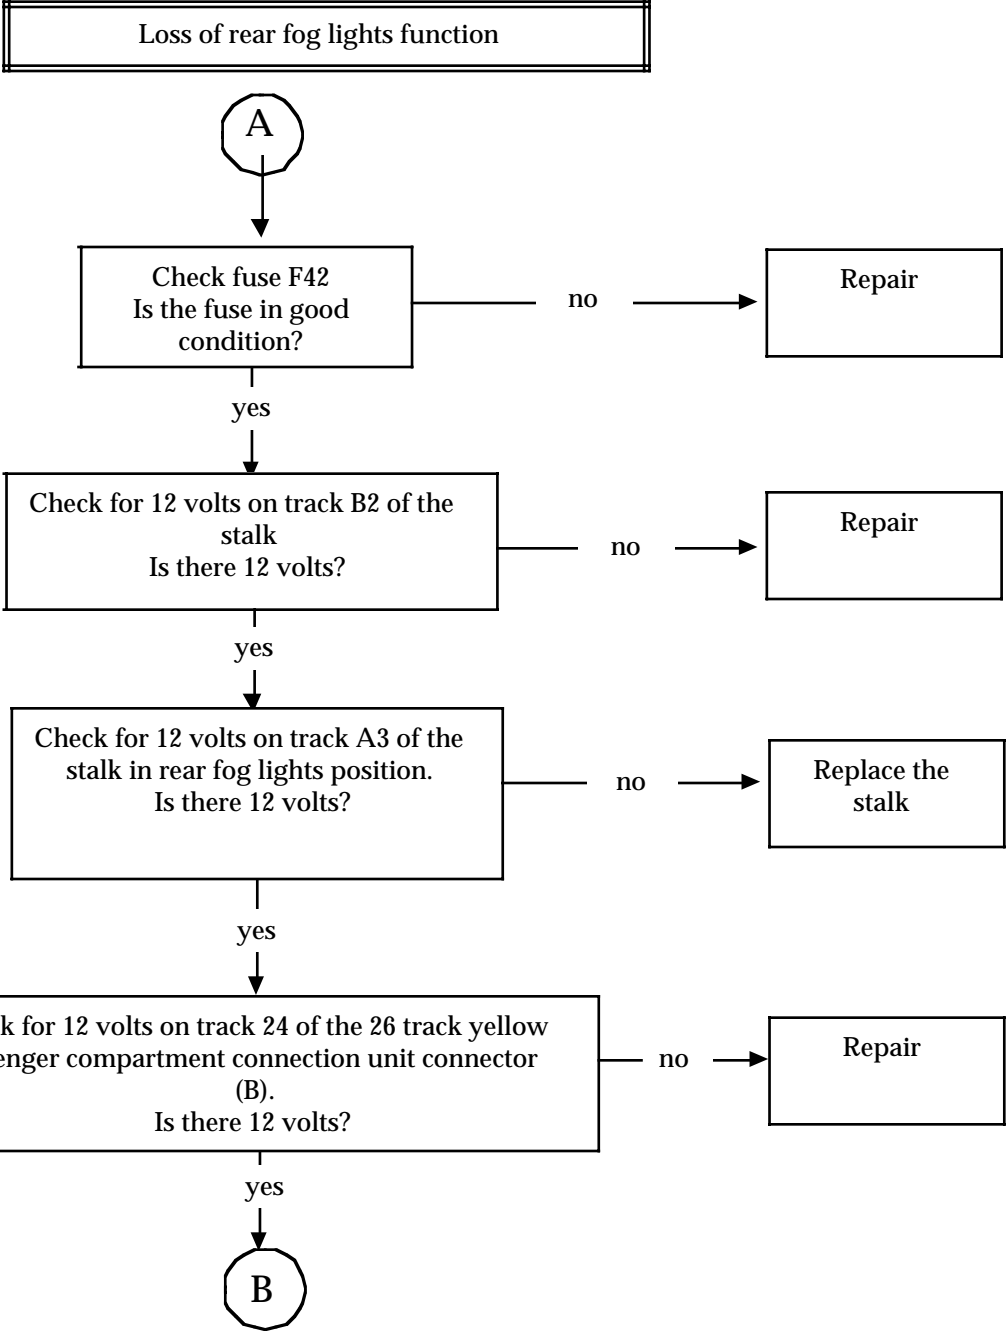 Loss of rear fog lights function
A
Check fuse F42
Is the fuse in good
condition?
no
Repair
yes
Check for 12 volts on track B2 of the
stalk
Is there 12 volts?
no
Repair
yes
Check for 12 volts on track A3 of the
stalk in rear fog lights position.
Is there 12 volts?
no
Replace the
stalk
yes
k for 12 volts on track 24 of the 26 track yellow
enger compartment connection unit connector
(B).
Is there 12 volts?
no
Repair
yes
B